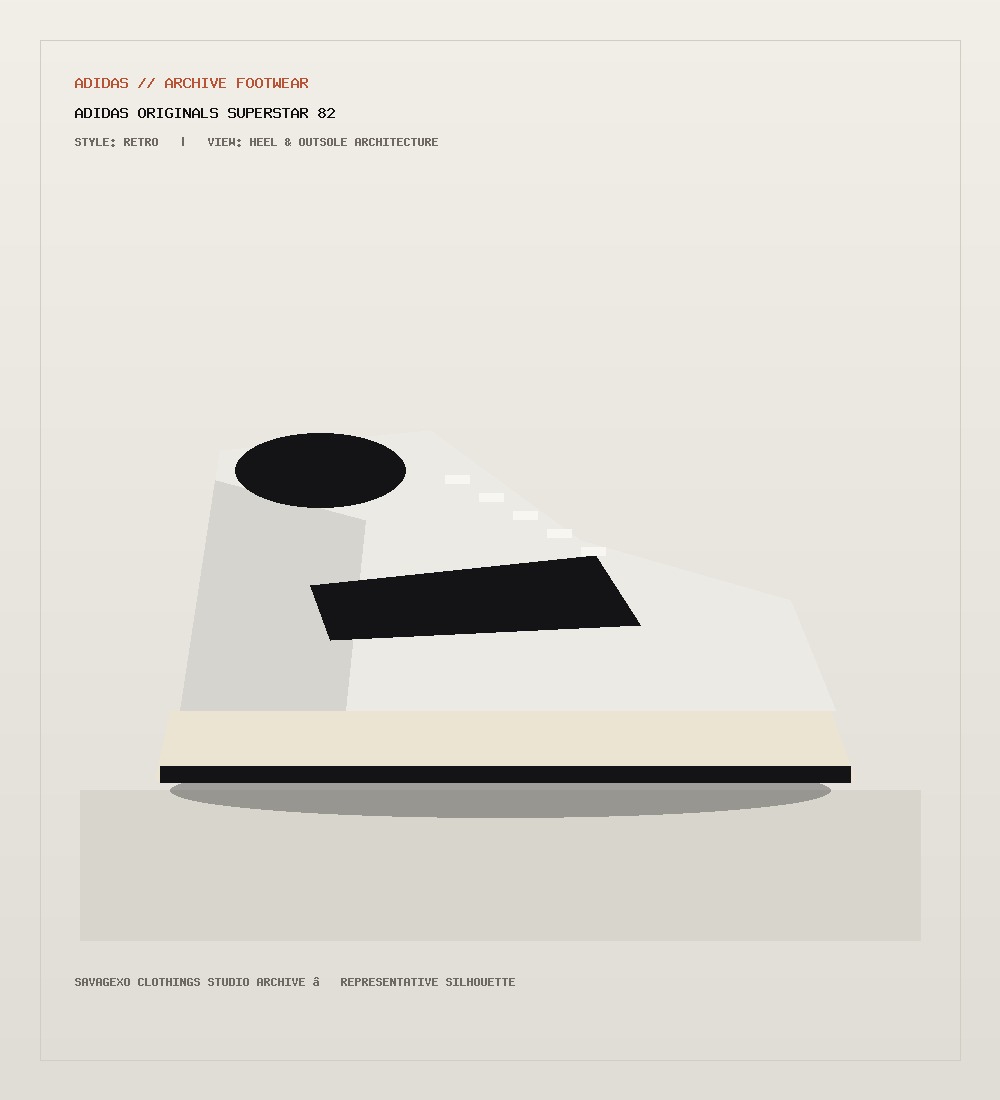 ADIDAS // ARCHIVE FOOTWEAR
ADIDAS ORIGINALS SUPERSTAR 82
STYLE: RETRO | VIEW: HEEL & OUTSOLE ARCHITECTURE
SAVAGEXO CLOTHINGS STUDIO ARCHIVE â REPRESENTATIVE SILHOUETTE